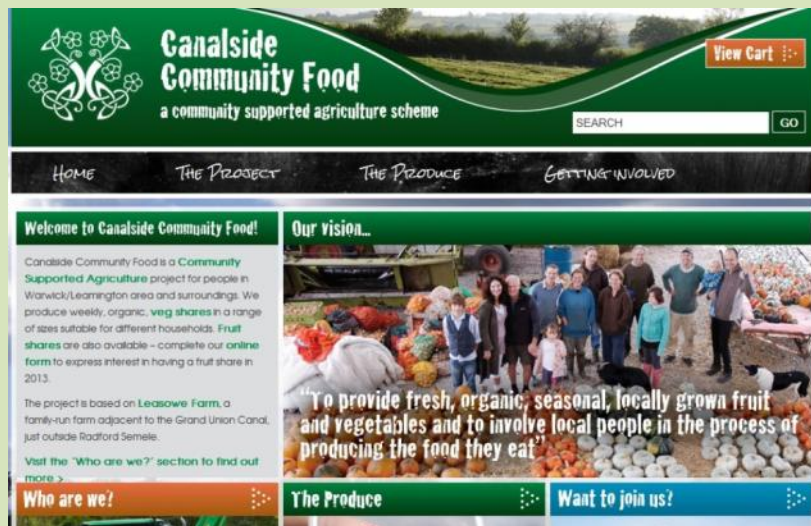 Canalside
Community Food
a community supported agriculture scheme
View Cart
SEARCH
GO
HOME
THE PROJECT
THE PRODUCE
GETTING INVOLVED
Welcome to Canalside Community Food!
Canalside Community Food is a Community
Supported Agriculture project for people in
Warwick/Leamington area and surroundings. We
produce weekly, organic, veg shares in a range
of sizes suitable for different households. Fruit
shares are also available – complete our online
form to express interest in having a fruit share in
2013.
The project is based on Leasowe Farm, a
family-run farm adjacent to the Grand Union Canal,
just outside Radford Semele.
Visit the "Who are we?" section to find out
more >
Our vision...
"To provide fresh, organic, seasonal, locally grown fruit
and vegetables and to involve local people in the process of
producing the food they eat"
Who are we?
The Produce
Want to join us?